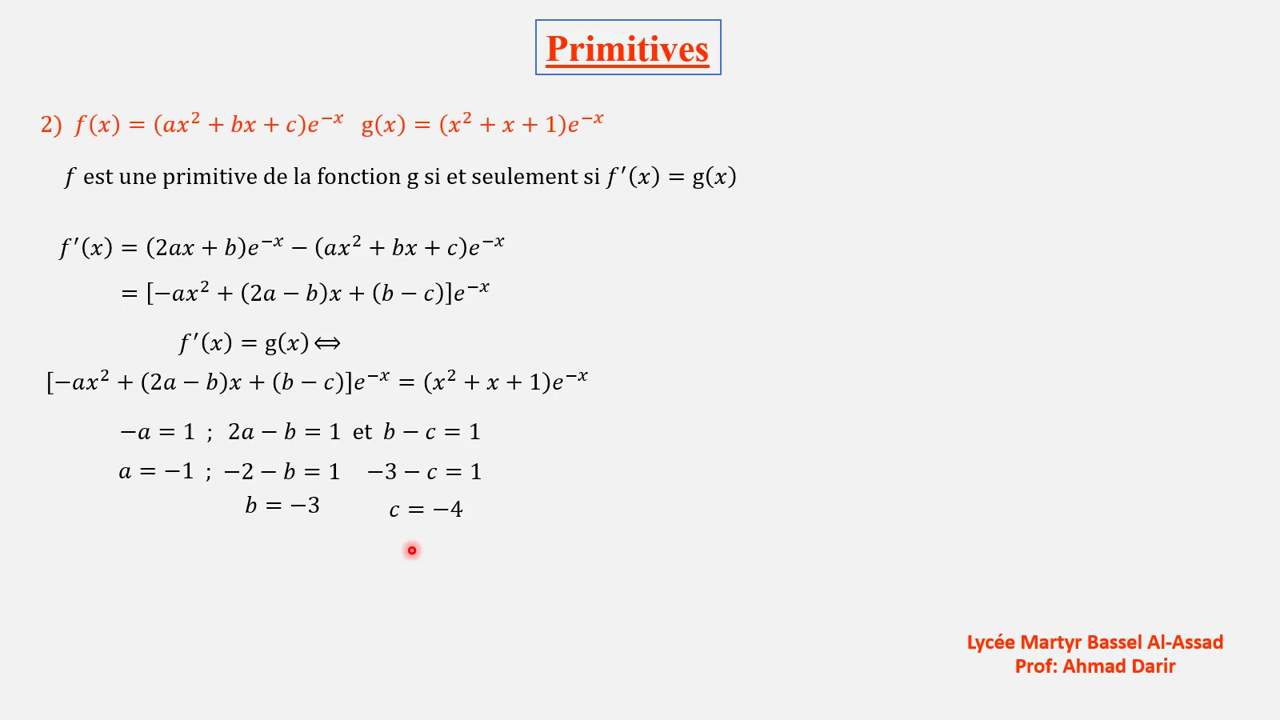 Primitives
2) f(x) = (ax² + bx + c)e⁻ˣ g(x) = (x² + x + 1)e⁻ˣ
f est une primitive de la fonction g si et seulement si f′(x) = g(x)
f′(x) = (2ax + b)e⁻ˣ − (ax² + bx + c)e⁻ˣ
= [−ax² + (2a − b)x + (b − c)]e⁻ˣ
f′(x) = g(x) ⟺
[−ax² + (2a − b)x + (b − c)]e⁻ˣ = (x² + x + 1)e⁻ˣ
−a = 1 ; 2a − b = 1 et b − c = 1
a = −1 ; −2 − b = 1 −3 − c = 1
b = −3 c = −4
Lycée Martyr Bassel Al-Assad
Prof: Ahmad Darir